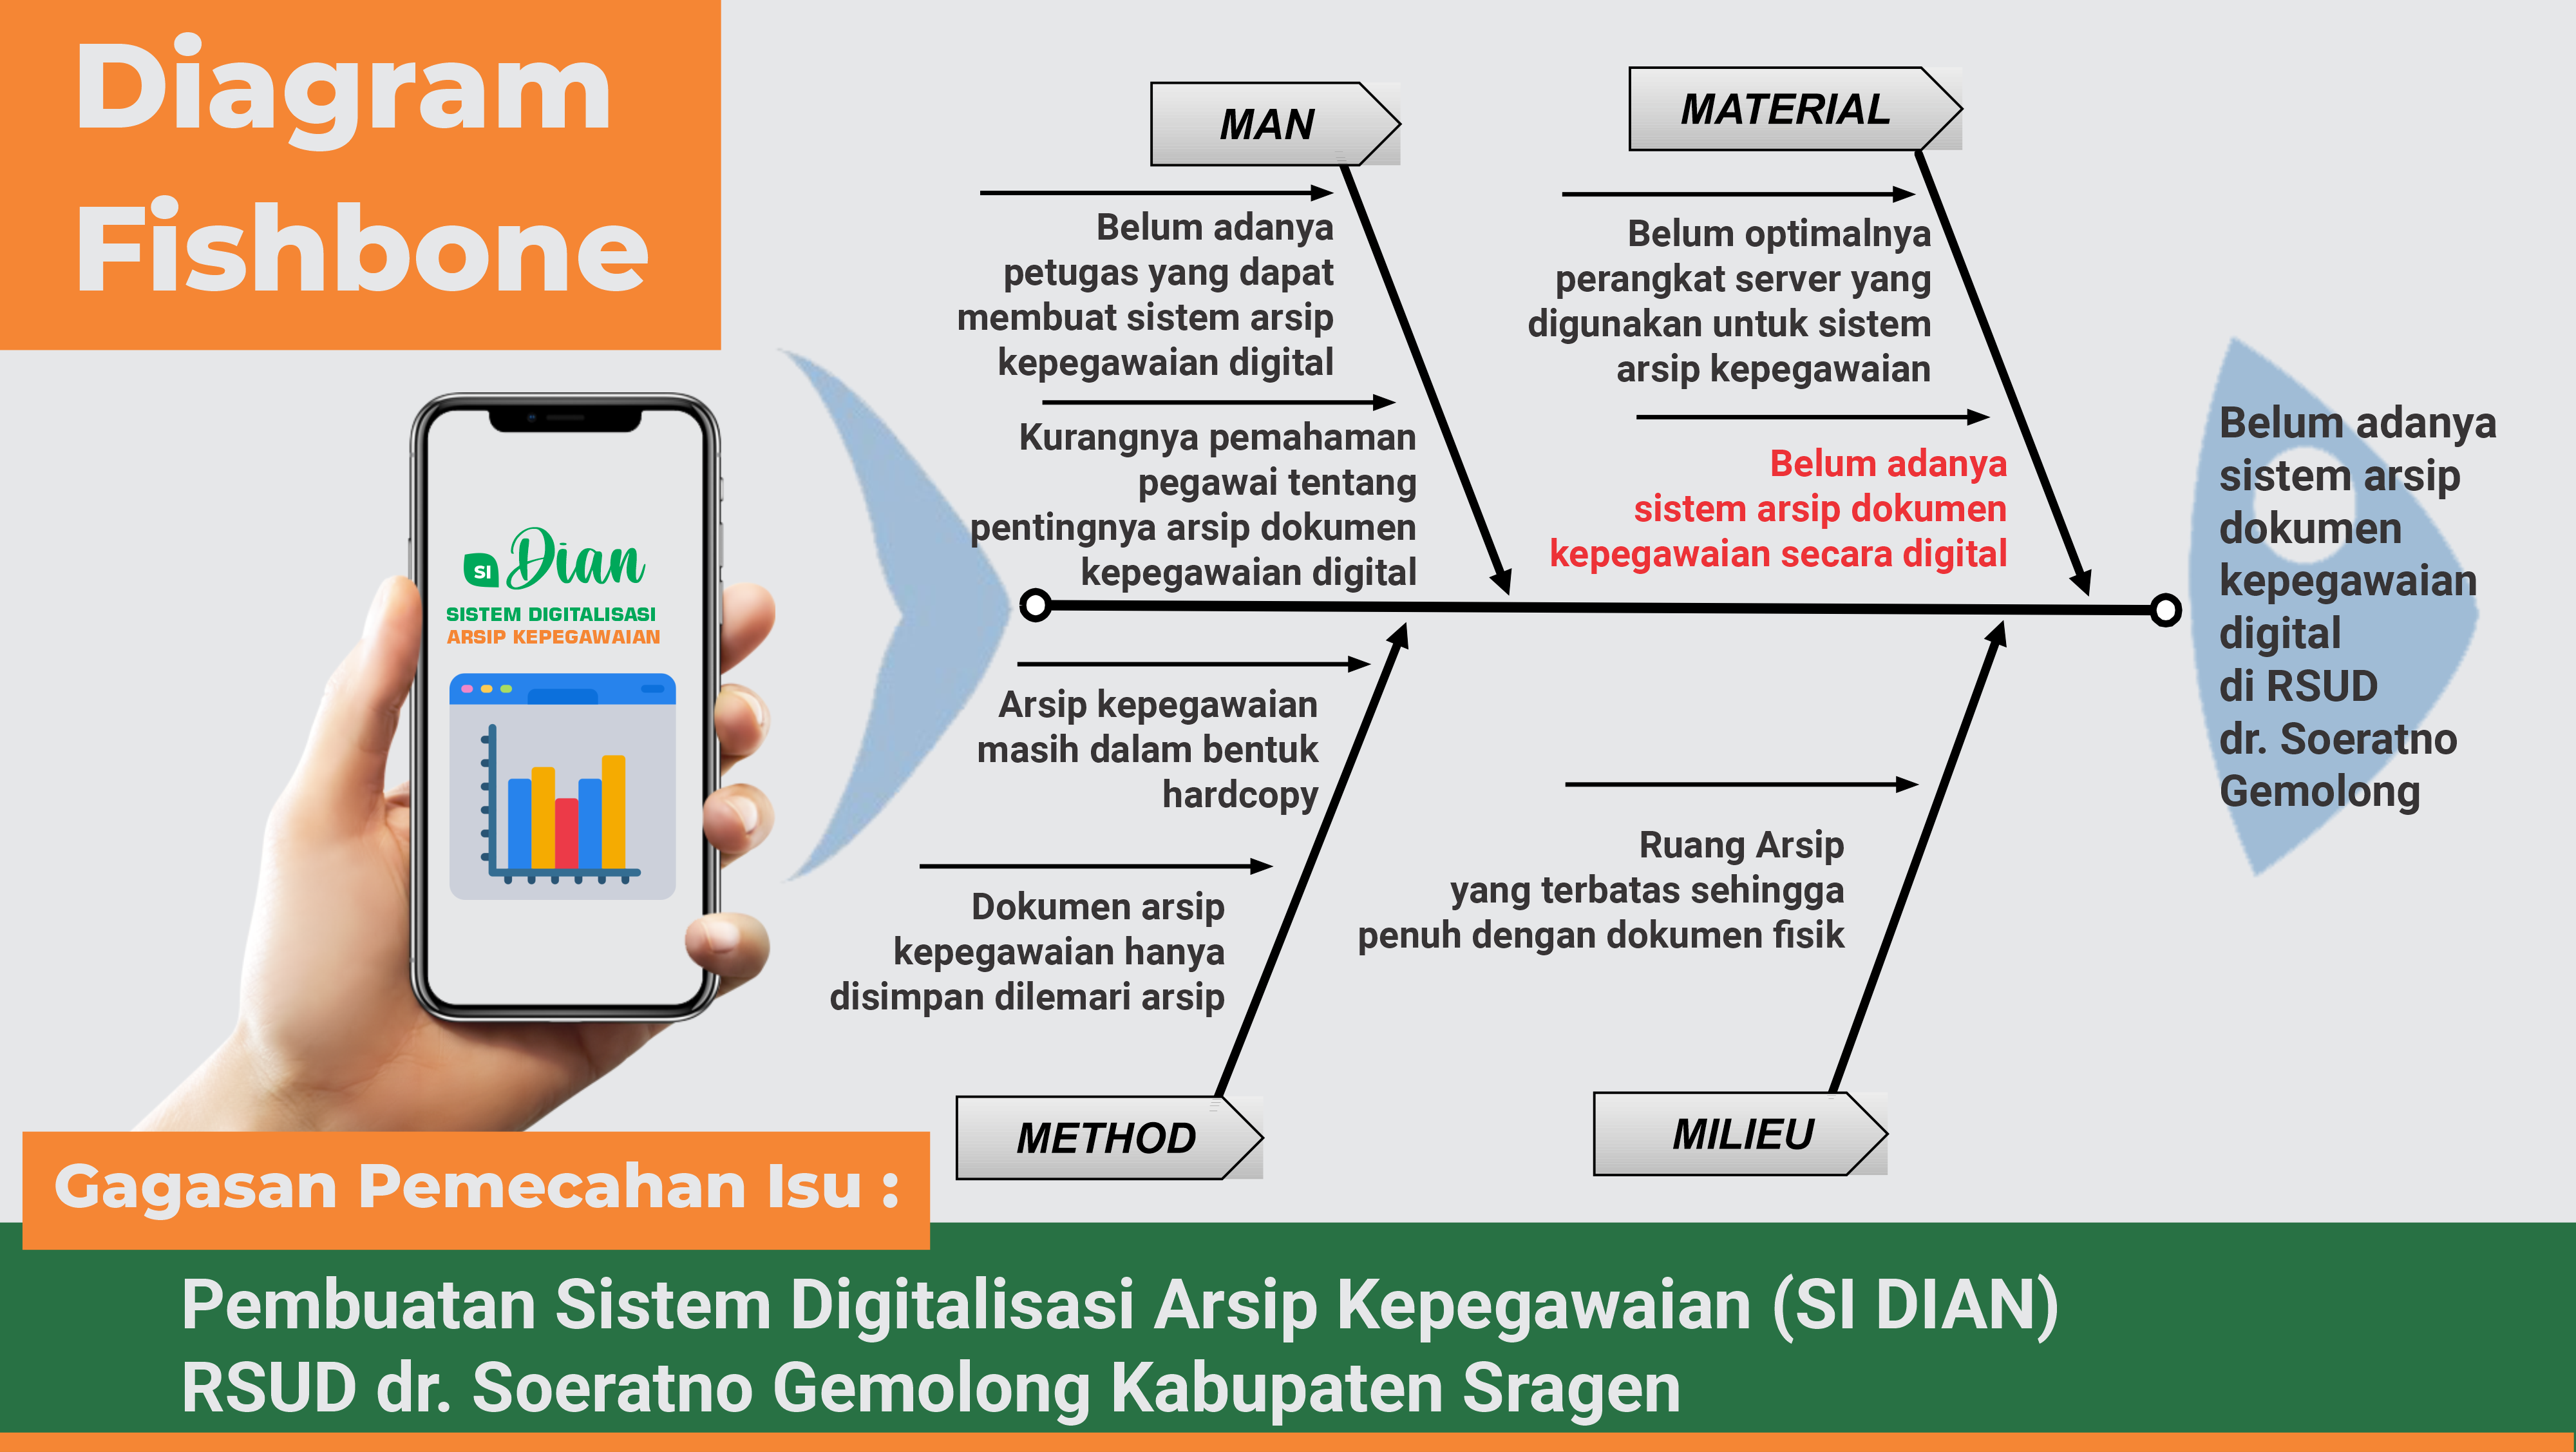 Diagram
Fishbone
MAN
Belum adanya
petugas yang dapat
membuat sistem arsip
kepegawaian digital
Kurangnya pemahaman
pegawai tentang
pentingnya arsip dokumen
kepegawaian digital
MATERIAL
Belum optimalnya
perangkat server yang
digunakan untuk sistem
arsip kepegawaian
Belum adanya
sistem arsip dokumen
kepegawaian secara digital
Belum adanya
sistem arsip
dokumen
kepegawaian
digital
di RSUD
dr. Soeratno
Gemolong
SI Dian
SISTEM DIGITALISASI
ARSIP KEPEGAWAIAN
Arsip kepegawaian
masih dalam bentuk
hardcopy
Dokumen arsip
kepegawaian hanya
disimpan dilemari arsip
METHOD
Ruang Arsip
yang terbatas sehingga
penuh dengan dokumen fisik
MILIEU
Gagasan Pemecahan Isu :
Pembuatan Sistem Digitalisasi Arsip Kepegawaian (SI DIAN)
RSUD dr. Soeratno Gemolong Kabupaten Sragen